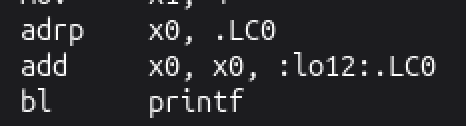 adrp x0, .LC0
add x0, x0, :lo12:.LC0
bl printf